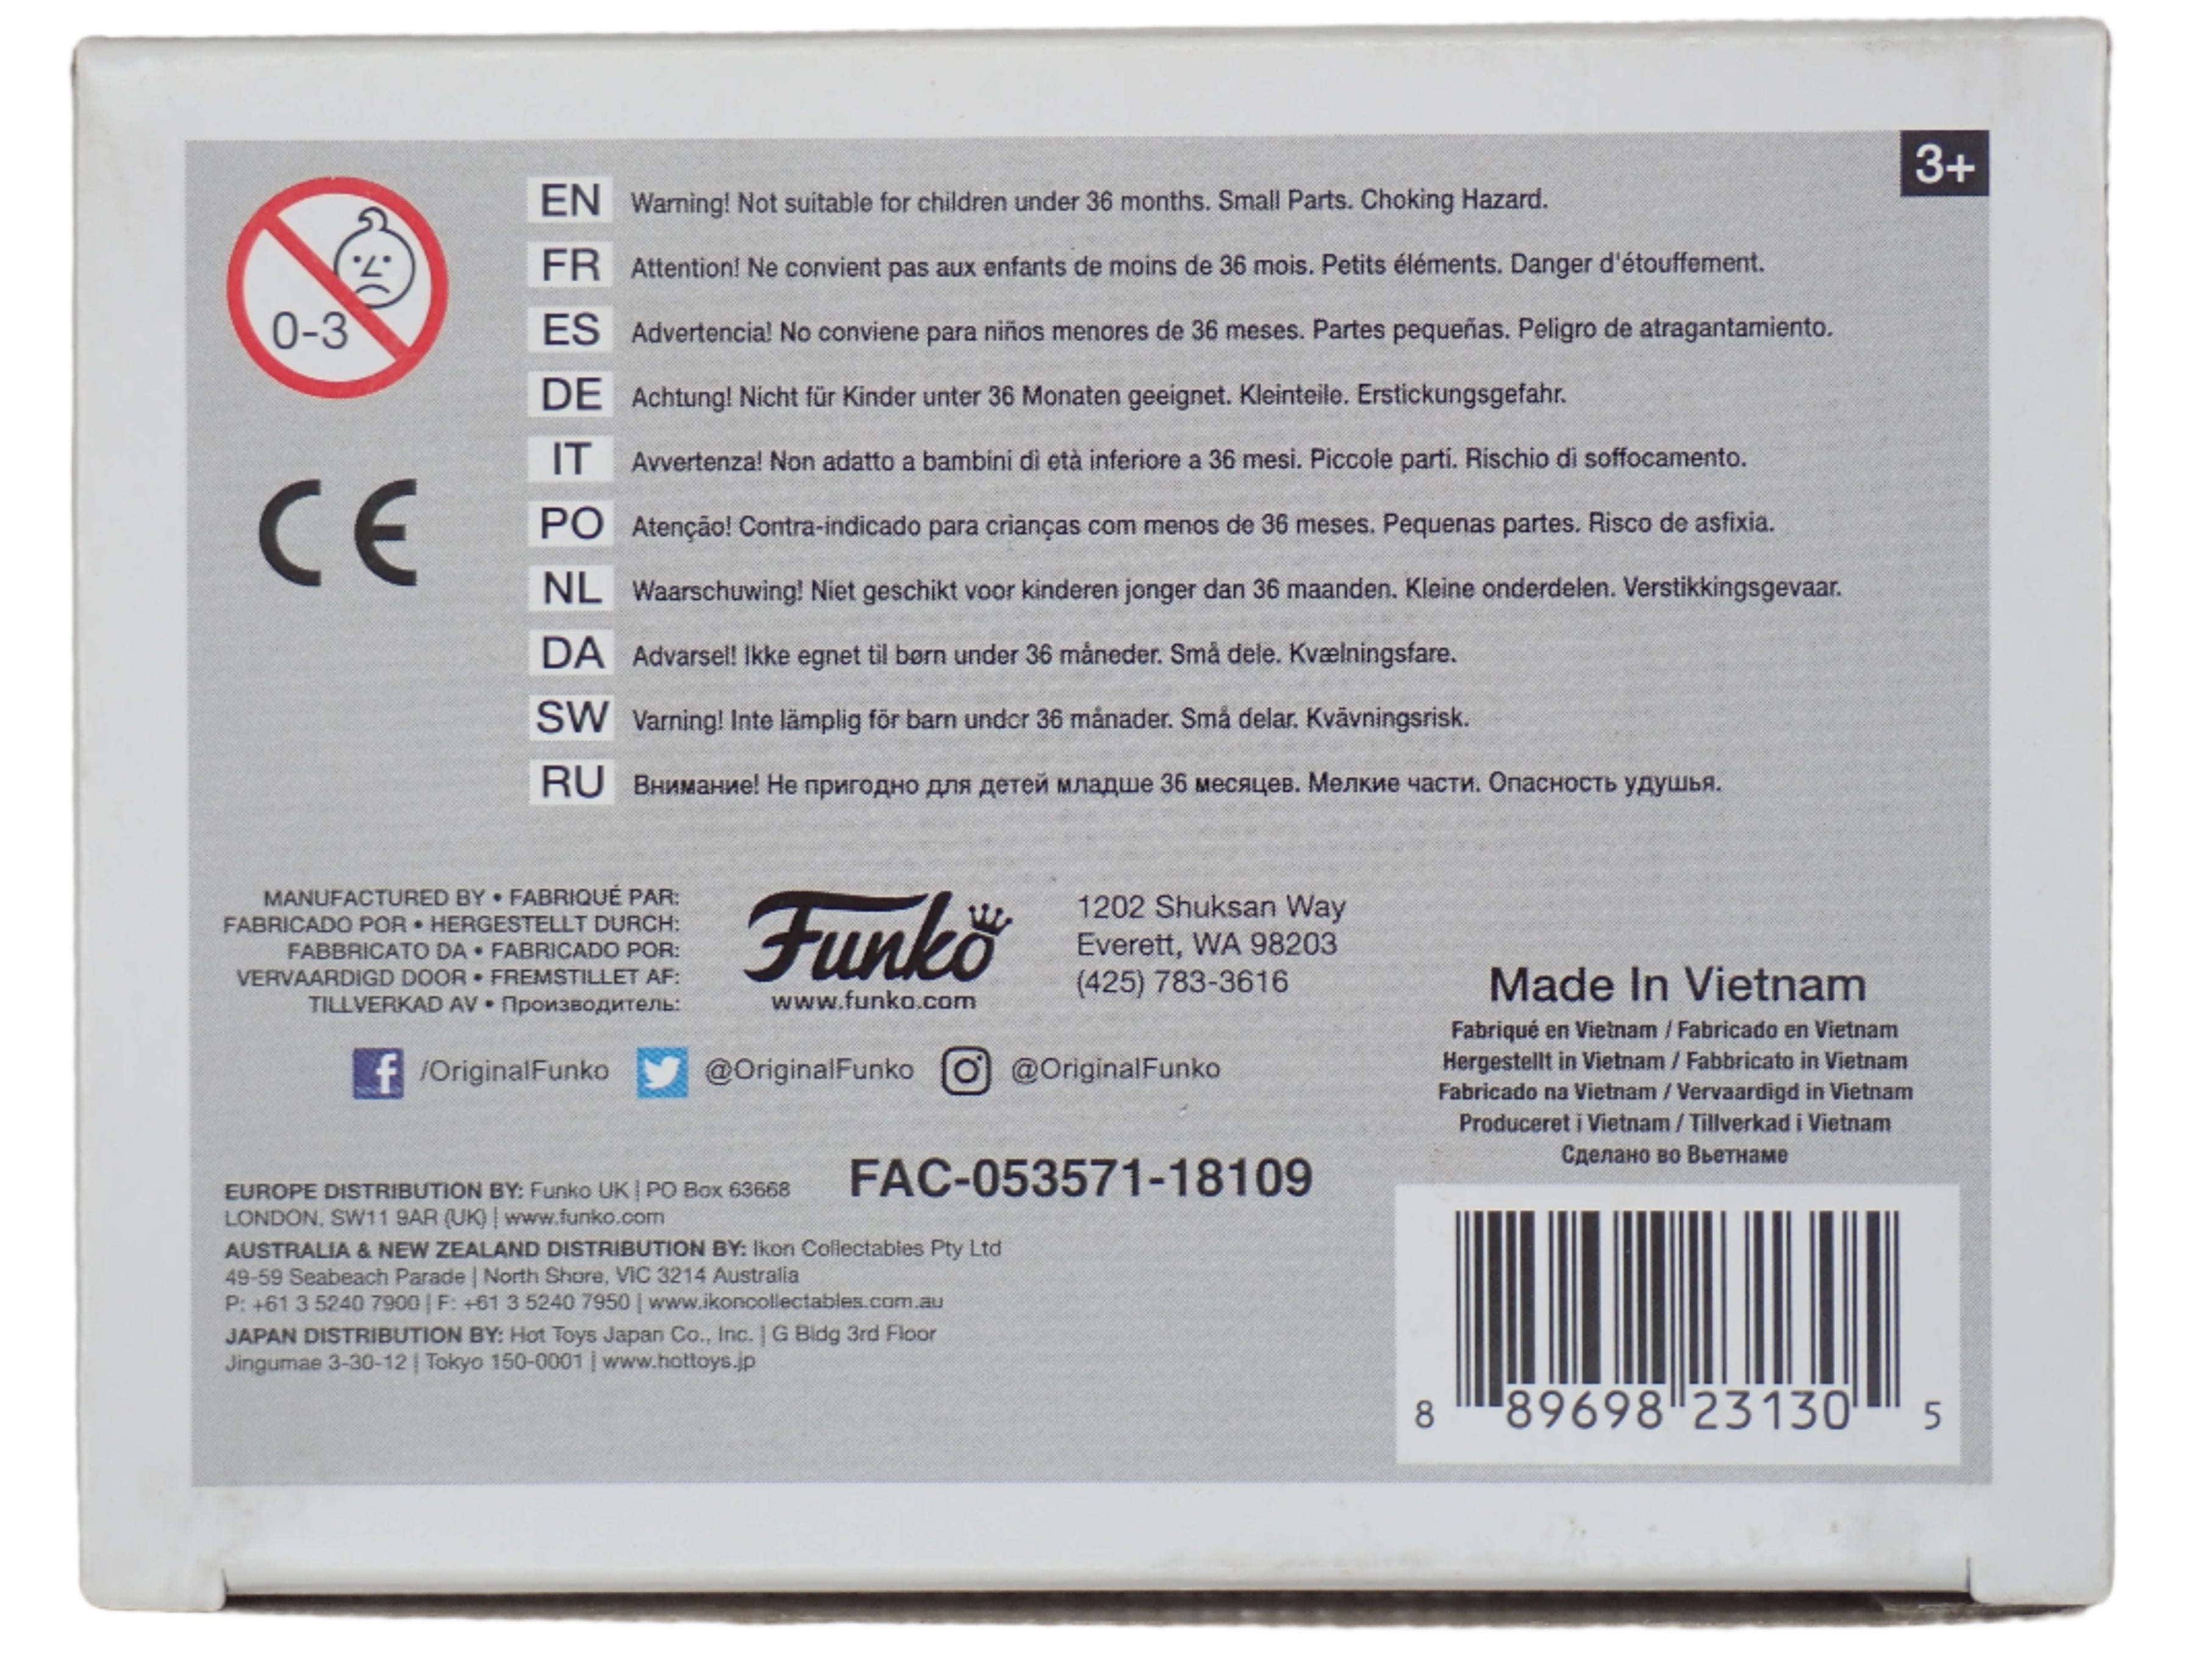 3+
0-3
EN Warning! Not suitable for children under 36 months. Small Parts. Choking Hazard.
FR Attention! Ne convient pas aux enfants de moins de 36 mois. Petits éléments. Danger d'étouffement.
ES Advertencia! No conviene para niños menores de 36 meses. Partes pequeñas. Peligro de atragantamiento.
DE Achtung! Nicht für Kinder unter 36 Monaten geeignet. Kleinteile. Erstickungsgefahr.
IT Avvertenza! Non adatto a bambini di età inferiore a 36 mesi. Piccole parti. Rischio di soffocamento.
CE
PO Atenção! Contra-indicado para crianças com menos de 36 meses. Pequenas partes. Risco de asfixia.
NL Waarschuwing! Niet geschikt voor kinderen jonger dan 36 maanden. Kleine onderdelen. Verstikkingsgevaar.
DA Advarsel! Ikke egnet til børn under 36 måneder. Små dele. Kvælningsfare.
SW Varning! Inte lämplig för barn under 36 månader. Små delar. Kvävningsrisk.
RU Внимание! Не пригодно для детей младше 36 месяцев. Мелкие части. Опасность удушья.
MANUFACTURED BY • FABRIQUÉ PAR:
FABRICADO POR • HERGESTELLT DURCH:
FABBRICATO DA • FABRICADO POR:
VERVAARDIGD DOOR • FREMSTILLET AF:
TILLVERKAD AV • Производитель:
Funko
www.funko.com
1202 Shuksan Way
Everett, WA 98203
(425) 783-3616
/OriginalFunko @OriginalFunko @OriginalFunko
Made In Vietnam
Fabriqué en Vietnam / Fabricado en Vietnam
Hergestellt in Vietnam / Fabbricato in Vietnam
Fabricado na Vietnam / Vervaardigd in Vietnam
Produceret i Vietnam / Tillverkad i Vietnam
Сделано во Вьетнаме
FAC-053571-18109
EUROPE DISTRIBUTION BY: Funko UK | PO Box 63668
LONDON, SW11 9AR (UK) | www.funko.com
AUSTRALIA & NEW ZEALAND DISTRIBUTION BY: Ikon Collectables Pty Ltd
49-59 Seabeach Parade | North Shore, VIC 3214 Australia
P: +61 3 5240 7900 | F: +61 3 5240 7950 | www.ikoncollectables.com.au
JAPAN DISTRIBUTION BY: Hot Toys Japan Co., Inc. | G Bldg 3rd Floor
Jingumae 3-30-12 | Tokyo 150-0001 | www.hottoys.jp
8 89698 23130 5